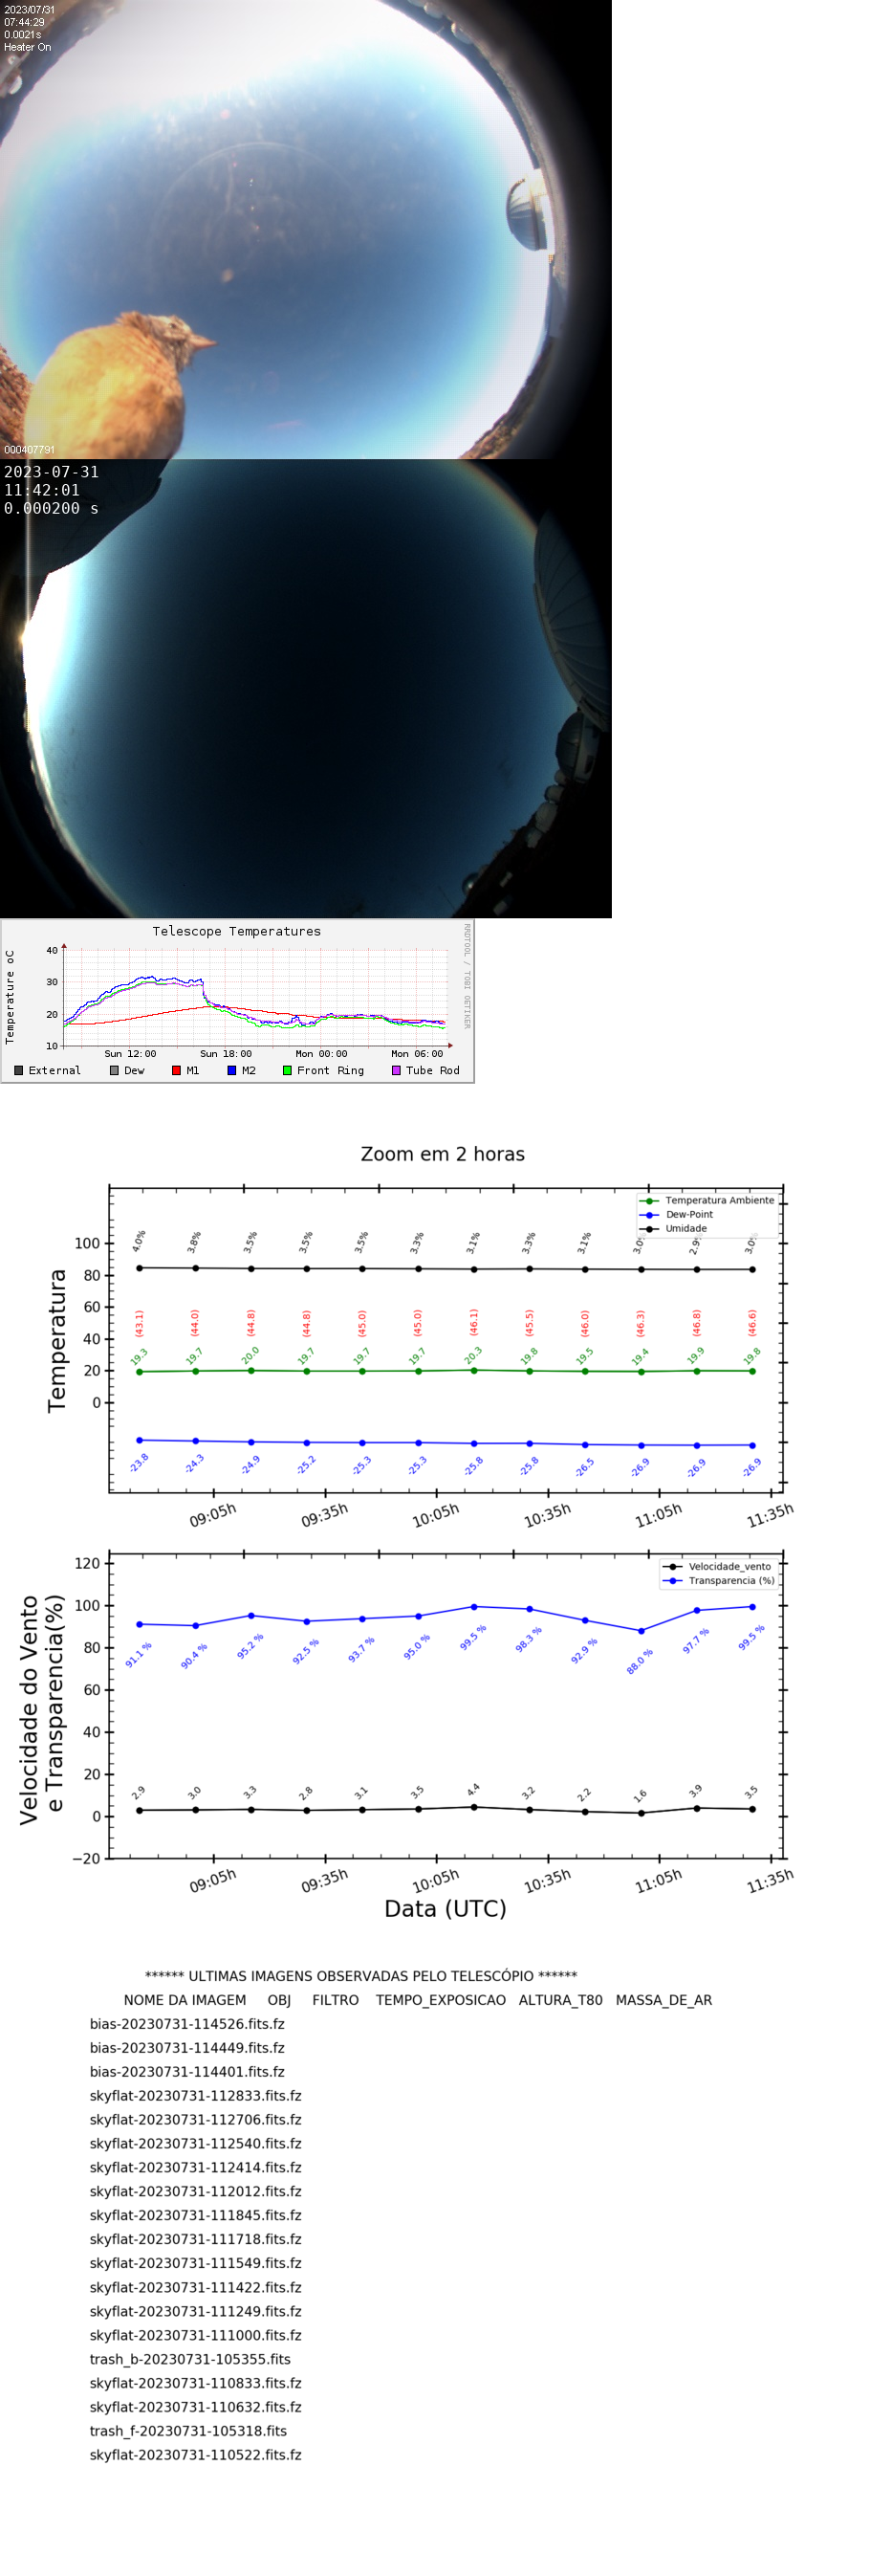 2023/07/31
07:44:29
0.0021s
Heater On
000407791
2023-07-31
11:42:01
0.000200 s
Telescope Temperatures
Temperature oC
RRDTOOL / TOBI OETIKER
40
30
20
10
Sun 12:00 Sun 18:00 Mon 00:00 Mon 06:00
External Dew M1 M2 Front Ring Tube Rod
Zoom em 2 horas
Temperatura
Temperatura Ambiente
Dew-Point
Umidade
4.0% 3.8% 3.5% 3.5% 3.5% 3.3% 3.1% 3.3% 3.1% 3.0% 2.9% 3.0%
100
80
60
40
20
0
(43.1) (44.0) (44.8) (44.8) (45.0) (45.0) (46.1) (45.5) (46.0) (46.3) (46.8) (46.6)
19.3 19.7 20.0 19.7 19.7 19.7 20.3 19.8 19.5 19.4 19.9 19.8
-23.8 -24.3 -24.9 -25.2 -25.3 -25.3 -25.8 -25.8 -26.5 -26.9 -26.9 -26.9
09:05h 09:35h 10:05h 10:35h 11:05h 11:35h
Velocidade do Vento
e Transparencia(%)
Velocidade_vento
Transparencia (%)
120
100
80
60
40
20
0
−20
91.1 % 90.4 % 95.2 % 92.5 % 93.7 % 95.0 % 99.5 % 98.3 % 92.9 % 88.0 % 97.7 % 99.5 %
2.9 3.0 3.3 2.8 3.1 3.5 4.4 3.2 2.2 1.6 3.9 3.5
09:05h 09:35h 10:05h 10:35h 11:05h 11:35h
Data (UTC)
****** ULTIMAS IMAGENS OBSERVADAS PELO TELESCÓPIO ******
NOME DA IMAGEM OBJ FILTRO TEMPO_EXPOSICAO ALTURA_T80 MASSA_DE_AR
bias-20230731-114526.fits.fz
bias-20230731-114449.fits.fz
bias-20230731-114401.fits.fz
skyflat-20230731-112833.fits.fz
skyflat-20230731-112706.fits.fz
skyflat-20230731-112540.fits.fz
skyflat-20230731-112414.fits.fz
skyflat-20230731-112012.fits.fz
skyflat-20230731-111845.fits.fz
skyflat-20230731-111718.fits.fz
skyflat-20230731-111549.fits.fz
skyflat-20230731-111422.fits.fz
skyflat-20230731-111249.fits.fz
skyflat-20230731-111000.fits.fz
trash_b-20230731-105355.fits
skyflat-20230731-110833.fits.fz
skyflat-20230731-110632.fits.fz
trash_f-20230731-105318.fits
skyflat-20230731-110522.fits.fz